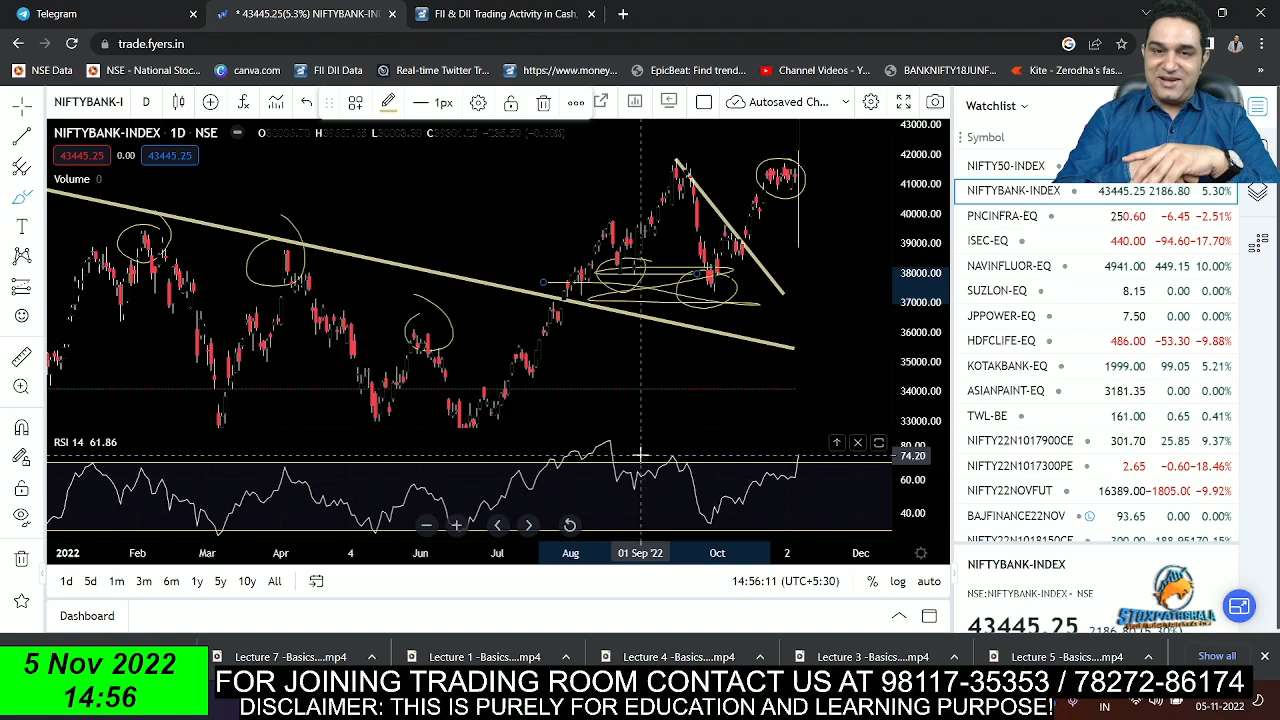 Telegram
* 43445.25(5.3%) NIFTYBANK-IN
FII & DII Trading Activity in Cash,
trade.fyers.in
NSE Data
NSE - National Stoc...
canva.com
FII DII Data
Real-time Twitter |
https://www.money...
EpicBeat: Find trend...
Channel Videos - Y...
BANKNIFTY18JUNF...
Kite - Zerodha's fas...
NIFTYBANK-I
D
1px
Autosaved Ch...
Watchlist
NIFTYBANK-INDEX • 1D • NSE
43445.25 0.00 43445.25
Volume 0
43000.00
42000.00
41000.00
40000.00
39000.00
38000.00
37000.00
36000.00
35000.00
34000.00
33000.00
RSI 14 61.86
80.00
74.20
60.00
40.00
2022 Feb Mar Apr 4 Jun Jul Aug 01 Sep '22 Oct 2 Dec
1d 5d 1m 3m 6m 1y 5y 10y All
14:56:11 (UTC+5:30)
% log auto
Dashboard
Symbol
NIFTY50-INDEX
NIFTYBANK-INDEX 43445.25 2186.80 5.30%
PNCINFRA-EQ 250.60 −6.45 −2.51%
ISEC-EQ 440.00 −94.60 −17.70%
NAVINFLUOR-EQ 4941.00 449.15 10.00%
SUZLON-EQ 8.15 0.00 0.00%
JPPOWER-EQ 7.50 0.00 0.00%
HDFCLIFE-EQ 486.00 −53.30 −9.88%
KOTAKBANK-EQ 1999.00 99.05 5.21%
ASIANPAINT-EQ 3181.35 0.00 0.00%
TWL-BE 161.00 0.65 0.41%
NIFTY22N1017900CE 301.70 25.85 9.37%
NIFTY22N1017300PE 2.65 −0.60 −18.46%
NIFTY22NOVFUT 16389.00 −1805.00 −9.92%
BAJFINANCE22NOV 93.65 0.00 0.00%
NIFTY22N1018150CE
NIFTYBANK-INDEX
NSE:NIFTYBANK-INDEX • NSE
43445.25 2186.80 (5.30%)
STOXPATHSHALA
Lecture 7 -Basics....mp4
Lecture 1 -Basics....mp4
Lecture 4 -Basics....mp4
Lecture 3 -Basics....mp4
Lecture 5 -Basics....mp4
Show all
5 Nov 2022
14:56
FOR JOINING TRADING ROOM CONTACT US AT 98117-35353 / 78272-86174
DISCLAIMER: THIS IS PURELY FOR EDUCATION AND LEARNING PURPOSE!
IN
05-11-2022